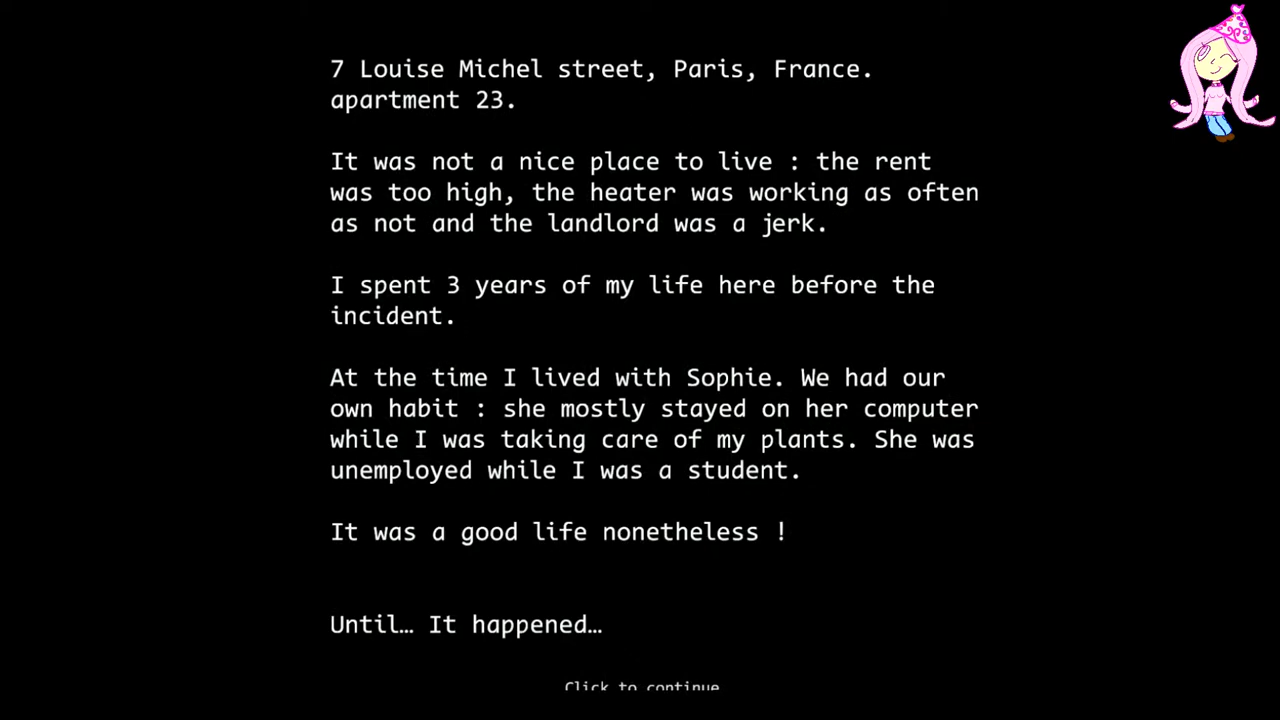 7 Louise Michel street, Paris, France.
apartment 23.
It was not a nice place to live : the rent
was too high, the heater was working as often
as not and the landlord was a jerk.
I spent 3 years of my life here before the
incident.
At the time I lived with Sophie. We had our
own habit : she mostly stayed on her computer
while I was taking care of my plants. She was
unemployed while I was a student.
It was a good life nonetheless !
Until… It happened…
Click to continue